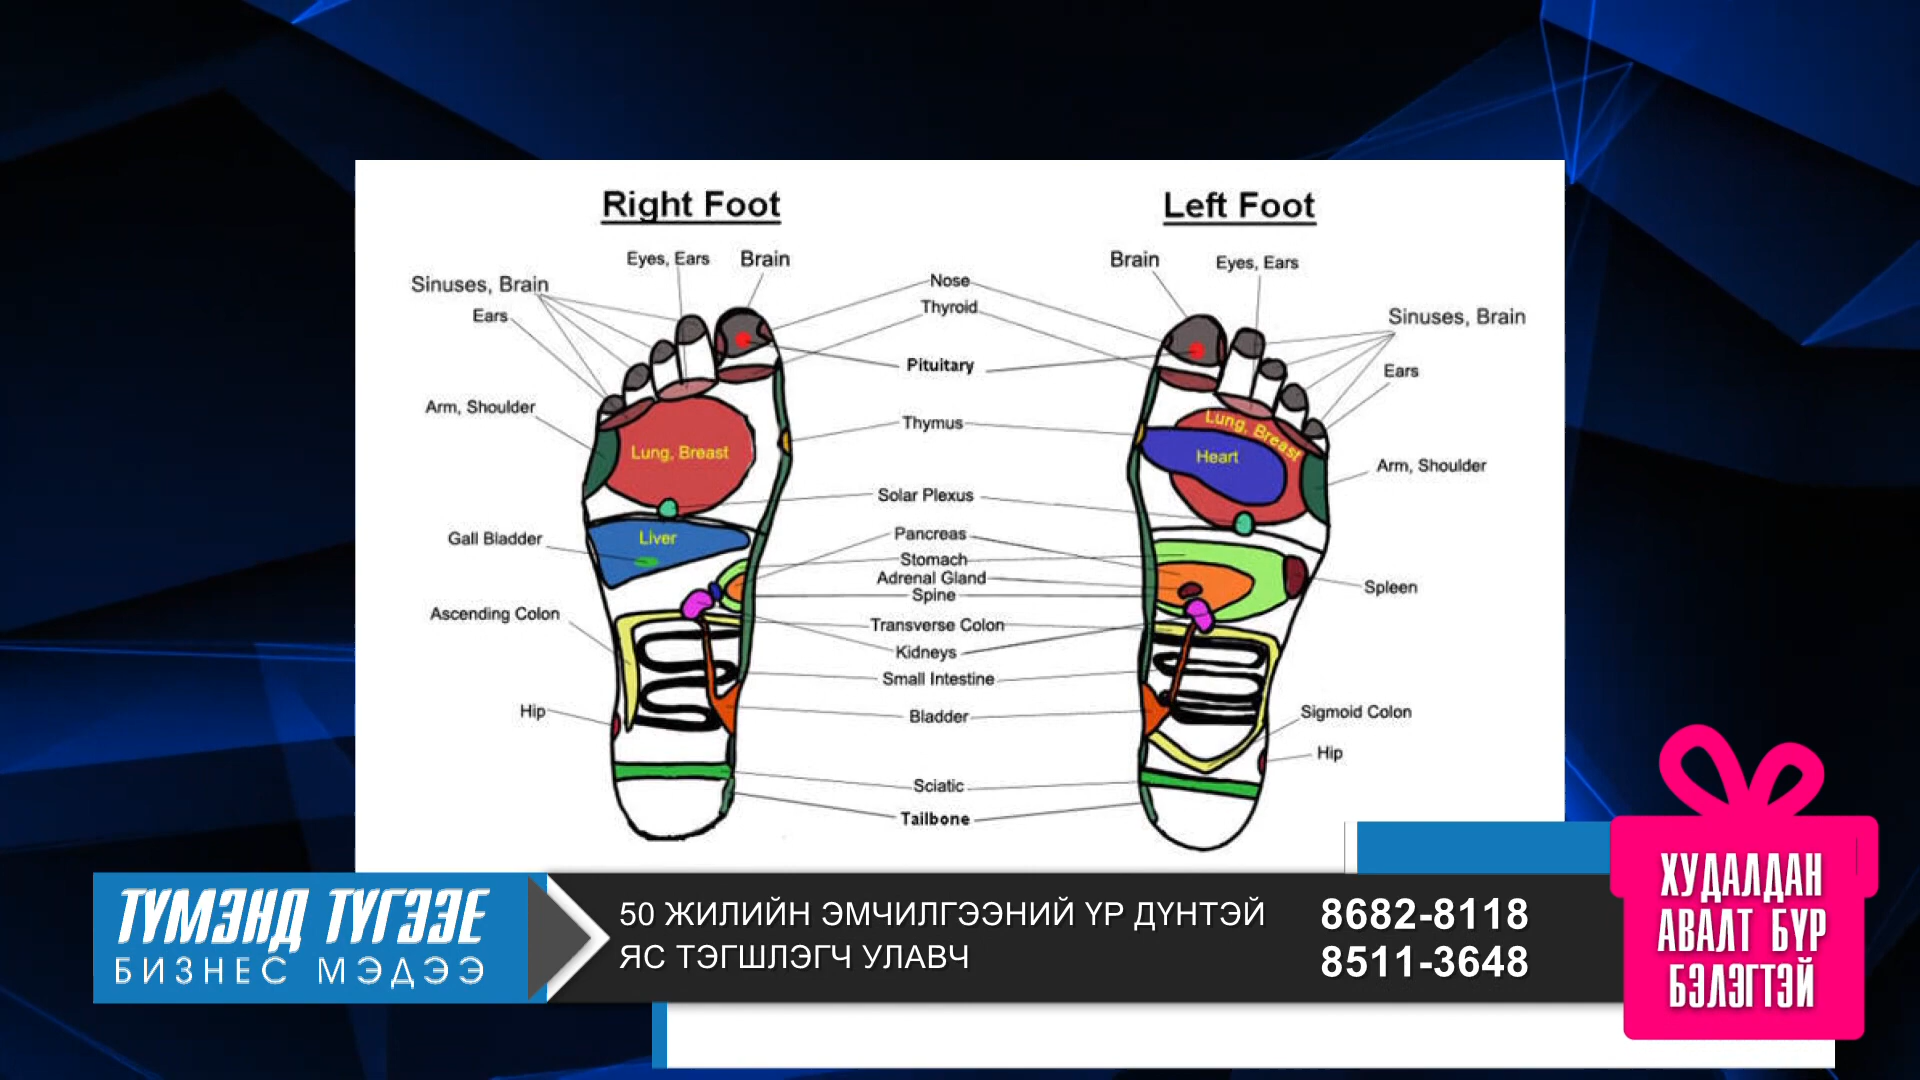 Right Foot
Left Foot
Eyes, Ears
Brain
Sinuses, Brain
Ears
Arm, Shoulder
Lung, Breast
Gall Bladder
Liver
Ascending Colon
Hip
Nose
Thyroid
Pituitary
Thymus
Solar Plexus
Pancreas
Stomach
Adrenal Gland
Spine
Transverse Colon
Kidneys
Small Intestine
Bladder
Sciatic
Tailbone
Brain
Eyes, Ears
Sinuses, Brain
Ears
Lung, Breast
Heart
Arm, Shoulder
Spleen
Sigmoid Colon
Hip
ТҮМЭНД ТҮГЭЭЕ
БИЗНЕС МЭДЭЭ
50 ЖИЛИЙН ЭМЧИЛГЭЭНИЙ ҮР ДҮНТЭЙ
ЯС ТЭГШЛЭГЧ УЛАВЧ
8682-8118
8511-3648
ХУДАЛДАН
АВАЛТ БҮР
БЭЛЭГТЭЙ